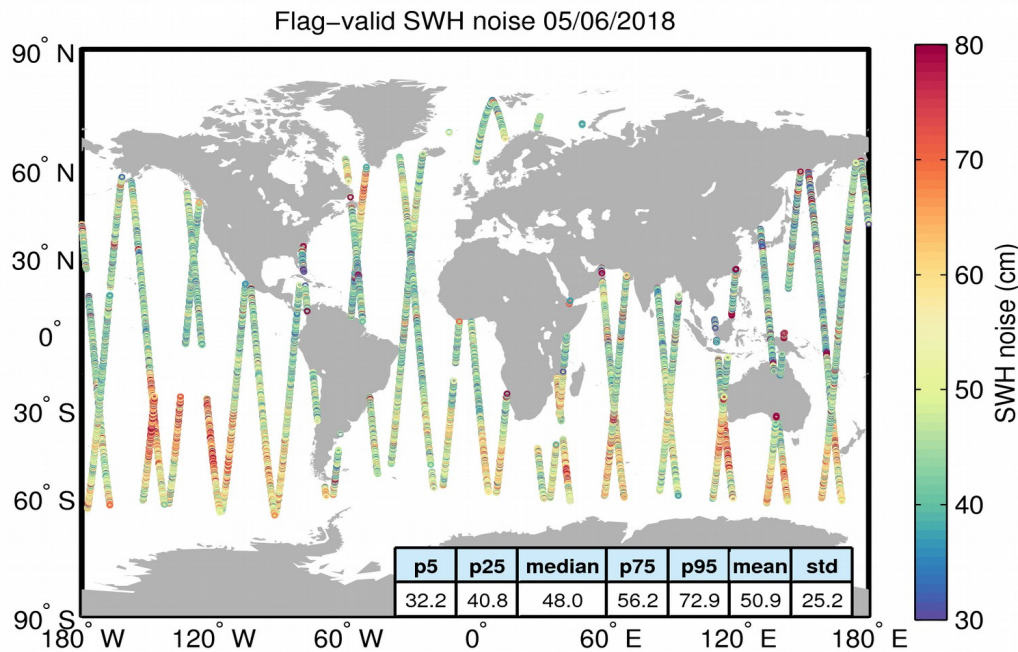 Flag−valid SWH noise 05/06/2018
90° N
60° N
30° N
0°
30° S
60° S
90° S
180° W
120° W
60° W
0°
60° E
120° E
180° E
p5 p25 median p75 p95 mean std
32.2 40.8 48.0 56.2 72.9 50.9 25.2
80
70
60
50
40
30
SWH noise (cm)